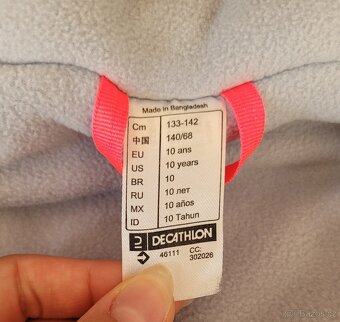 Made in Bangladesh
Cm 133-142
中国 140/68
EU 10 ans
US 10 years
BR 10
RU 10 лет
MX 10 años
ID 10 Tahun
DECATHLON
46111 CC:
302026